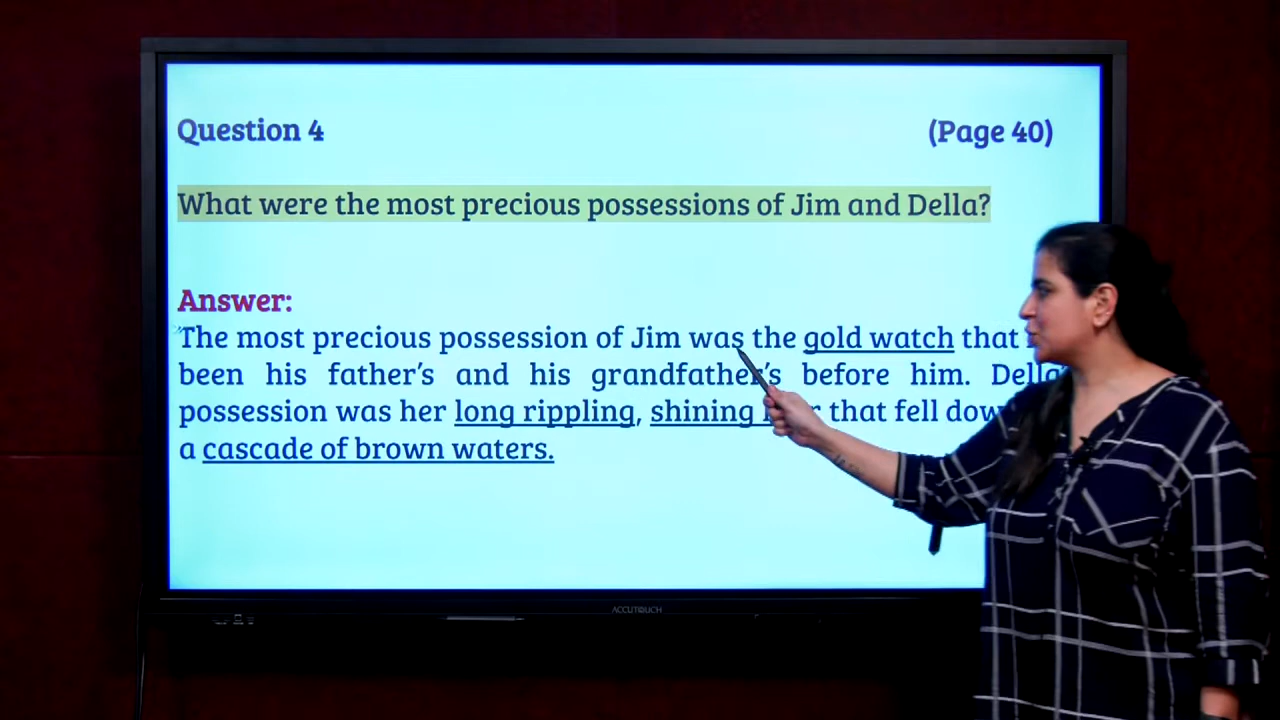 Question 4 (Page 40)
What were the most precious possessions of Jim and Della?
Answer:
The most precious possession of Jim was the gold watch that
been his father's and his grandfather's before him.
possession was her long rippling, shining that fell
a cascade of brown waters.
ACCUTOUCH